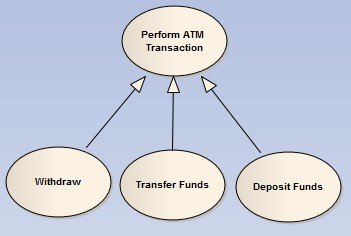 Perform ATM
Transaction
Withdraw
Transfer Funds
Deposit Funds